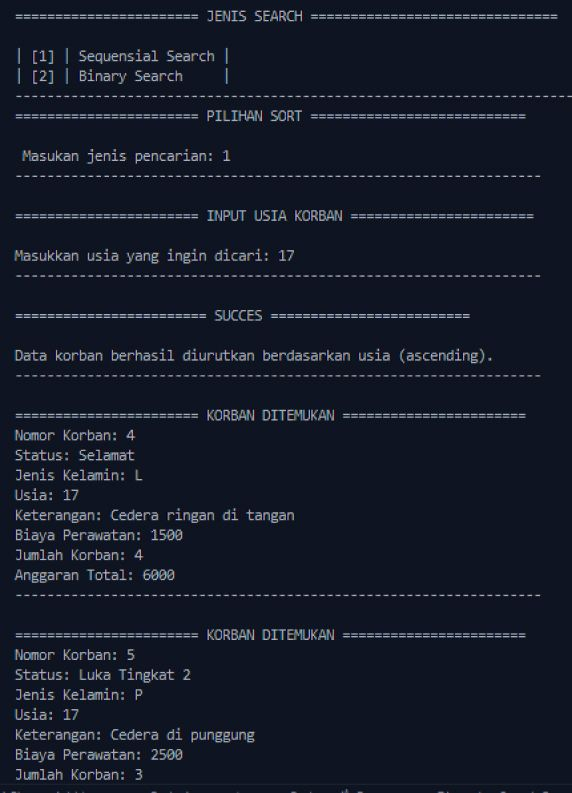 ======================= JENIS SEARCH ===============================
| [1] | Sequensial Search |
| [2] | Binary Search     |
----------------------------------------------------------------------
======================= PILIHAN SORT ===========================
Masukan jenis pencarian: 1
------------------------------------------------------------------
======================= INPUT USIA KORBAN =======================
Masukkan usia yang ingin dicari: 17
------------------------------------------------------------------
======================== SUCCES =========================
Data korban berhasil diurutkan berdasarkan usia (ascending).
------------------------------------------------------------------
======================= KORBAN DITEMUKAN =======================
Nomor Korban: 4
Status: Selamat
Jenis Kelamin: L
Usia: 17
Keterangan: Cedera ringan di tangan
Biaya Perawatan: 1500
Jumlah Korban: 4
Anggaran Total: 6000
------------------------------------------------------------------
======================= KORBAN DITEMUKAN =======================
Nomor Korban: 5
Status: Luka Tingkat 2
Jenis Kelamin: P
Usia: 17
Keterangan: Cedera di punggung
Biaya Perawatan: 2500
Jumlah Korban: 3